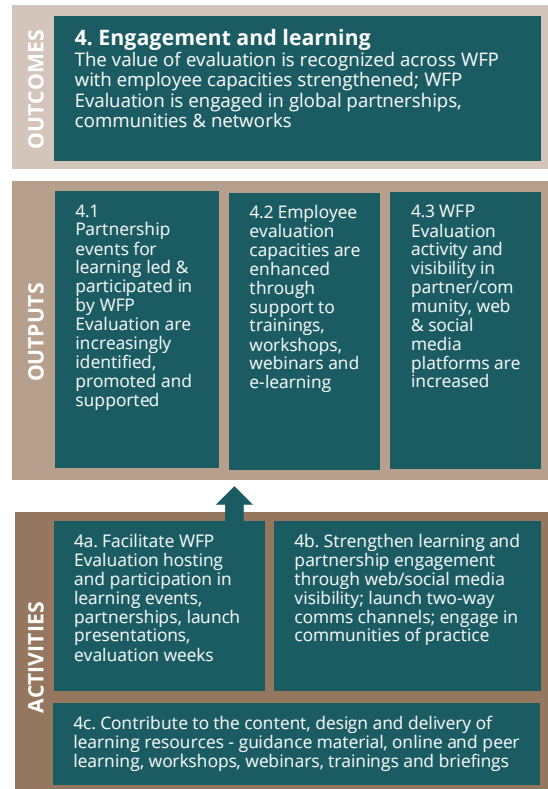 OUTCOMES
4. Engagement and learning
The value of evaluation is recognized across WFP
with employee capacities strengthened; WFP
Evaluation is engaged in global partnerships,
communities & networks
OUTPUTS
4.1
Partnership
events for
learning led &
participated in
by WFP
Evaluation are
increasingly
identified,
promoted and
supported
4.2 Employee
evaluation
capacities are
enhanced
through
support to
trainings,
workshops,
webinars and
e-learning
4.3 WFP
Evaluation
activity and
visibility in
partner/com
munity, web
& social
media
platforms are
increased
ACTIVITIES
4a. Facilitate WFP
Evaluation hosting
and participation in
learning events,
partnerships, launch
presentations,
evaluation weeks
4b. Strengthen learning and
partnership engagement
through web/social media
visibility; launch two-way
comms channels; engage in
communities of practice
4c. Contribute to the content, design and delivery of
learning resources - guidance material, online and peer
learning, workshops, webinars, trainings and briefings